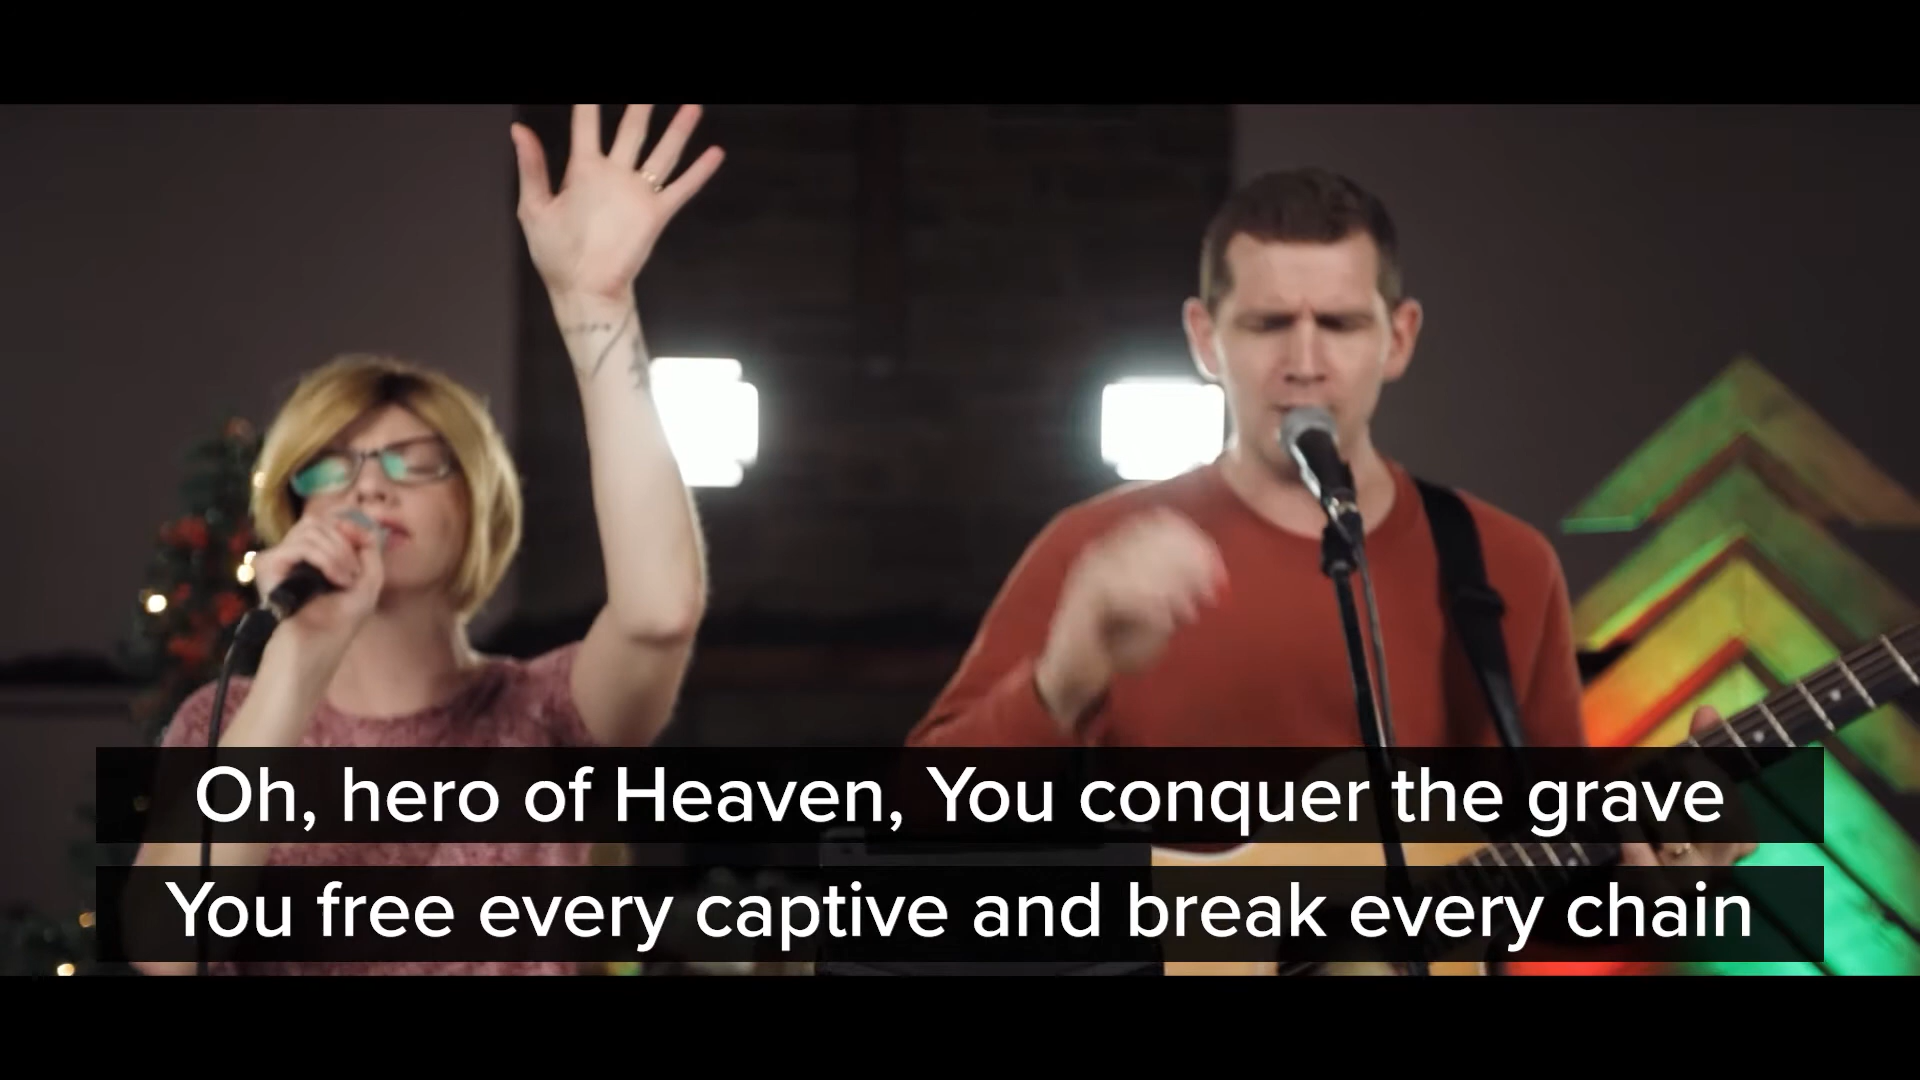 Oh, hero of Heaven, You conquer the grave
You free every captive and break every chain